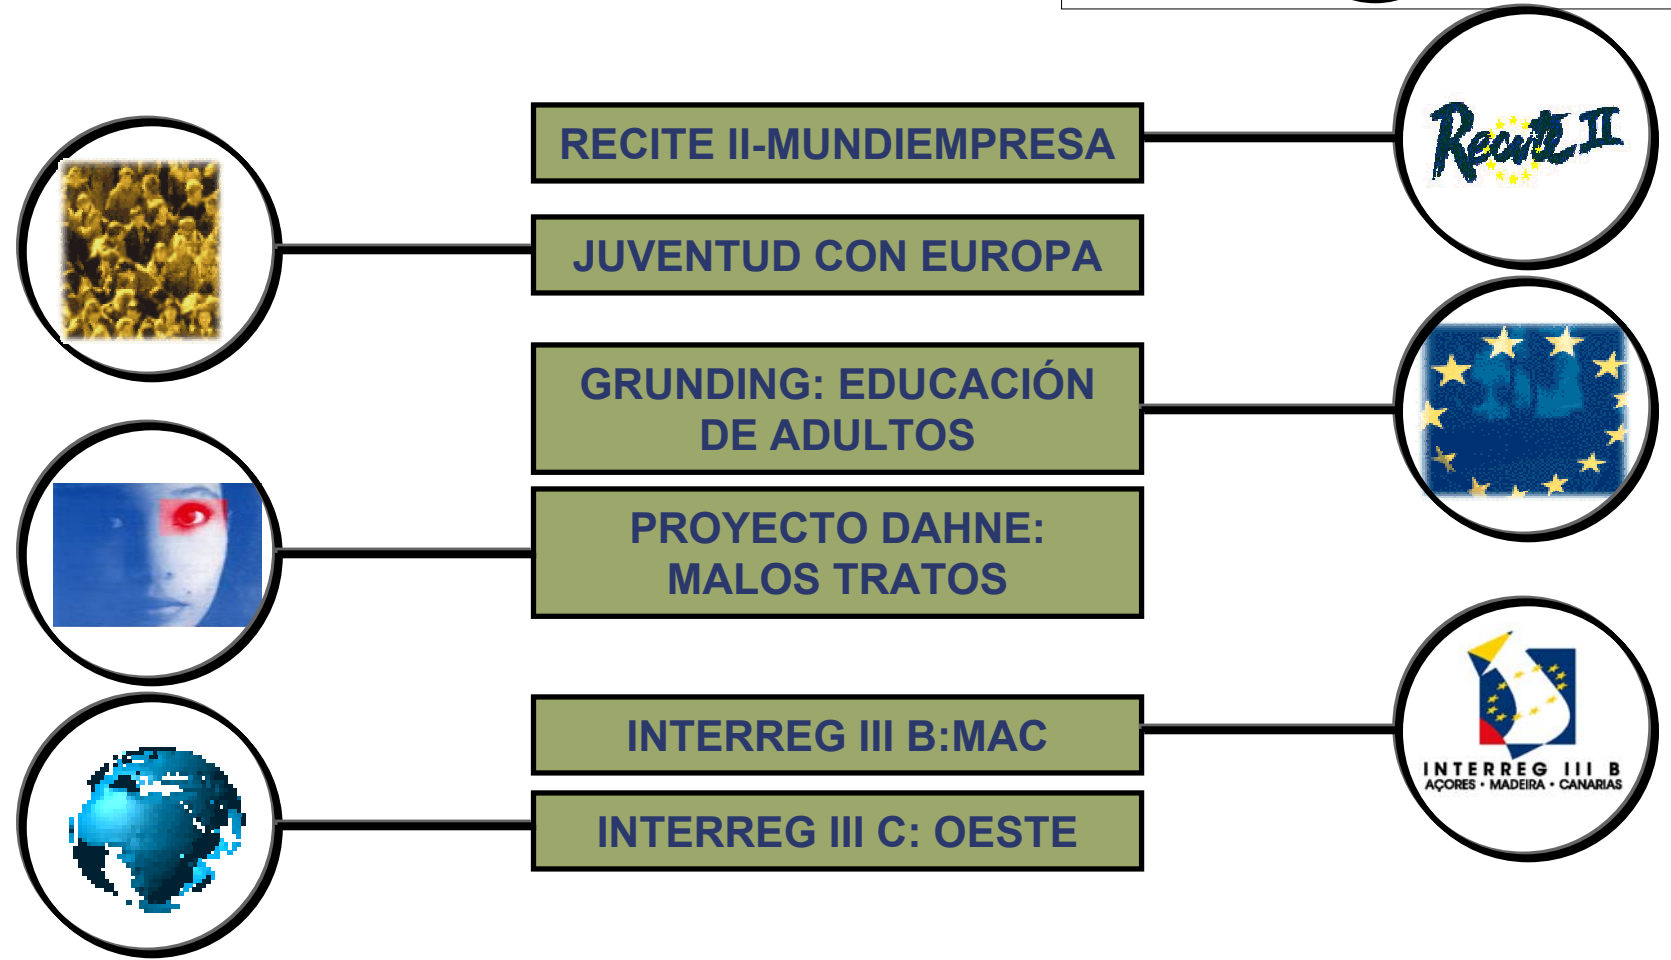 RECITE II-MUNDIEMPRESA
Recite II
JUVENTUD CON EUROPA
GRUNDING: EDUCACIÓN
DE ADULTOS
PROYECTO DAHNE:
MALOS TRATOS
INTERREG III B:MAC
INTERREG III B
AÇORES • MADEIRA • CANARIAS
INTERREG III C: OESTE